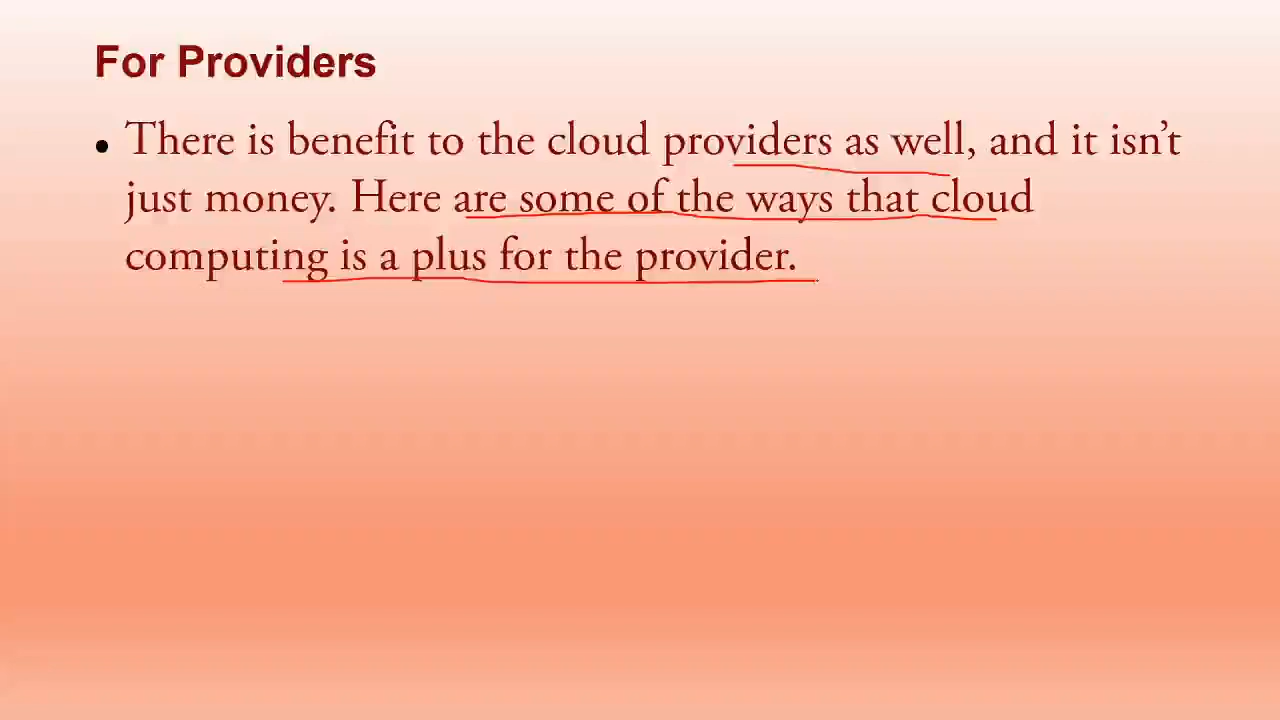 For Providers
• There is benefit to the cloud providers as well, and it isn’t
just money. Here are some of the ways that cloud
computing is a plus for the provider.